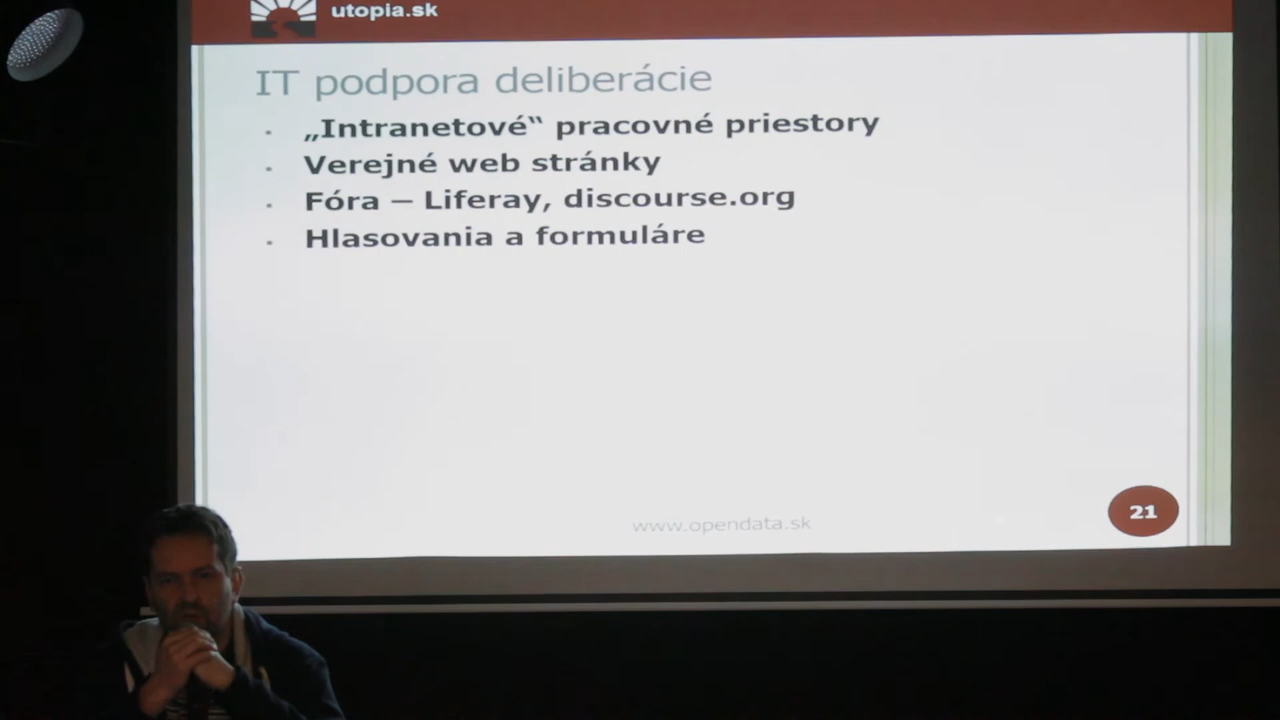 utopia.sk
IT podpora deliberácie
▪ „Intranetové“ pracovné priestory
▪ Verejné web stránky
▪ Fóra – Liferay, discourse.org
▪ Hlasovania a formuláre
www.opendata.sk
21